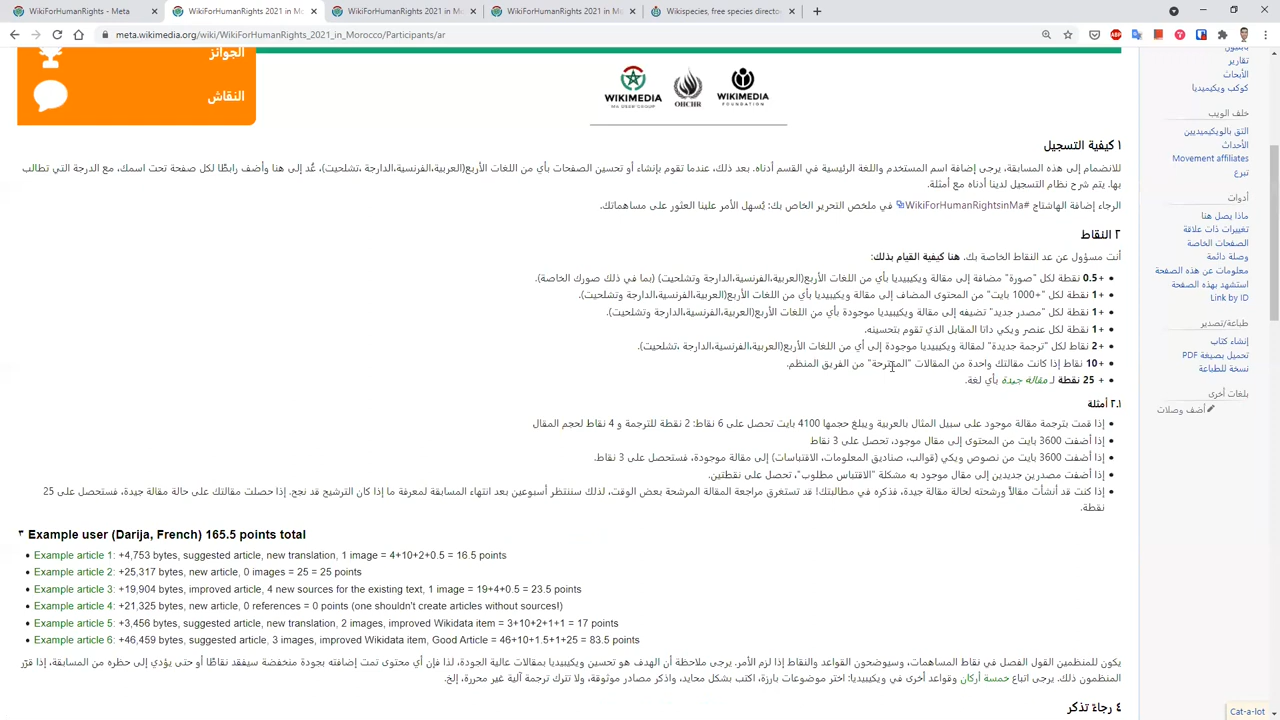 WikiForHumanRights - Meta
WikiForHumanRights 2021 in M
WikiForHumanRights 2021 in M
WikiForHumanRights 2021 in M
Wikispecies, free species directo
meta.wikimedia.org/wiki/WikiForHumanRights_2021_in_Morocco/Participants/ar
الجوائز
النقاش
WIKIMEDIA
OHCHR
WIKIMEDIA
FOUNDATION
١ كيفية التسجيل
للانضمام إلى هذه المسابقة، يرجى إضافة اسم المستخدم واللغة الرئيسية في القسم أدناه. بعد ذلك، عندما تقوم بإنشاء أو تحسين الصفحات بأي من اللغات الأربع(العربية،الفرنسية،الدارجة ،تشلحيت)، عُد إلى هنا وأضف رابطًا لكل صفحة تحت اسمك، مع الدرجة التي تطالب
بها. يتم شرح نظام التسجيل لدينا أدناه مع أمثلة.
الرجاء إضافة الهاشتاج #WikiForHumanRightsinMa في ملخص التحرير الخاص بك: يُسهل الأمر علينا العثور على مساهماتك.
٢ النقاط
أنت مسؤول عن عد النقاط الخاصة بك. هنا كيفية القيام بذلك:
+0.5 نقطة لكل "صورة" مضافة إلى مقالة ويكيبيديا بأي من اللغات الأربع(العربية،الفرنسية،الدارجة وتشلحيت) (بما في ذلك صورك الخاصة).
+1 نقطة لكل "+1000 بايت" من المحتوى المضاف إلى مقالة ويكيبيديا بأي من اللغات الأربع(العربية،الفرنسية،الدارجة وتشلحيت).
+1 نقطة لكل "مصدر جديد" تضيفه إلى مقالة ويكيبيديا موجودة بأي من اللغات الأربع(العربية،الفرنسية،الدارجة وتشلحيت).
+1 نقطة لكل عنصر ويكي داتا المقابل الذي تقوم بتحسينه.
+2 نقاط لكل "ترجمة جديدة" لمقالة ويكيبيديا موجودة إلى أي من اللغات الأربع(العربية،الفرنسية،الدارجة ،تشلحيت).
+10 نقاط إذا كانت مقالتك واحدة من المقالات "المقترحة" من الفريق المنظم.
+ 25 نقطة لـ مقالة جيدة بأي لغة.
٢.١ أمثلة
إذا قمت بترجمة مقالة موجود على سبيل المثال بالعربية ويبلغ حجمها 4100 بايت تحصل على 6 نقاط: 2 نقطة للترجمة و 4 نقاط لحجم المقال
إذا أضفت 3600 بايت من المحتوى إلى مقال موجود، تحصل على 3 نقاط
إذا أضفت 3600 بايت من نصوص ويكي (قوالب، صناديق المعلومات، الاقتباسات) إلى مقالة موجودة، فستحصل على 3 نقاط.
إذا أضفت مصدرين جديدين إلى مقال موجود به مشكلة "الاقتباس مطلوب"، تحصل على نقطتين.
إذا كنت قد أنشأت مقالاً ورشحته لحالة مقالة جيدة، فذكره في مطالبتك! قد تستغرق مراجعة المقالة المرشحة بعض الوقت، لذلك سننتظر أسبوعين بعد انتهاء المسابقة لمعرفة ما إذا كان الترشيح قد نجح. إذا حصلت مقالتك على حالة مقالة جيدة، فستحصل على 25
نقطة.
٣ Example user (Darija, French) 165.5 points total
Example article 1: +4,753 bytes, suggested article, new translation, 1 image = 4+10+2+0.5 = 16.5 points
Example article 2: +25,317 bytes, new article, 0 images = 25 = 25 points
Example article 3: +19,904 bytes, improved article, 4 new sources for the existing text, 1 image = 19+4+0.5 = 23.5 points
Example article 4: +21,325 bytes, new article, 0 references = 0 points (one shouldn't create articles without sources!)
Example article 5: +3,456 bytes, new translation, 2 images, improved Wikidata item = 3+10+2+1+1 = 17 points
Example article 6: +46,459 bytes, suggested article, 3 images, improved Wikidata item, Good Article = 46+10+1.5+1+25 = 83.5 points
يكون للمنظمين القول الفصل في نقاط المساهمات، وسيوضحون القواعد والنقاط إذا لزم الأمر. يرجى ملاحظة أن الهدف هو تحسين ويكيبيديا بمقالات عالية الجودة، لذا فإن أي محتوى تمت إضافته بجودة منخفضة سيفقد نقاطًا أو حتى يؤدي إلى حظره من المسابقة، إذا قرّر
المنظمون ذلك. يرجى اتباع خمسة أركان وقواعد أخرى في ويكيبيديا: اختر موضوعات بارزة، اكتب بشكل محايد، واذكر مصادر موثوقة، ولا تترك ترجمة آلية غير محررة، إلخ.
٤ رجاءً تذكر
بابلبون
تقارير
الأبحاث
كوكب ويكيميديا
خلف الويب
التق بالويكيميديين
الأحداث
Movement affiliates
تبرع
أدوات
ماذا يصل هنا
تغييرات ذات علاقة
الصفحات الخاصة
وصلة دائمة
معلومات عن هذه الصفحة
استشهد بهذه الصفحة
Link by ID
طباعة/تصدير
إنشاء كتاب
تحميل بصيغة PDF
نسخة للطباعة
بلغات أخرى
أضف وصلات
Cat-a-lot